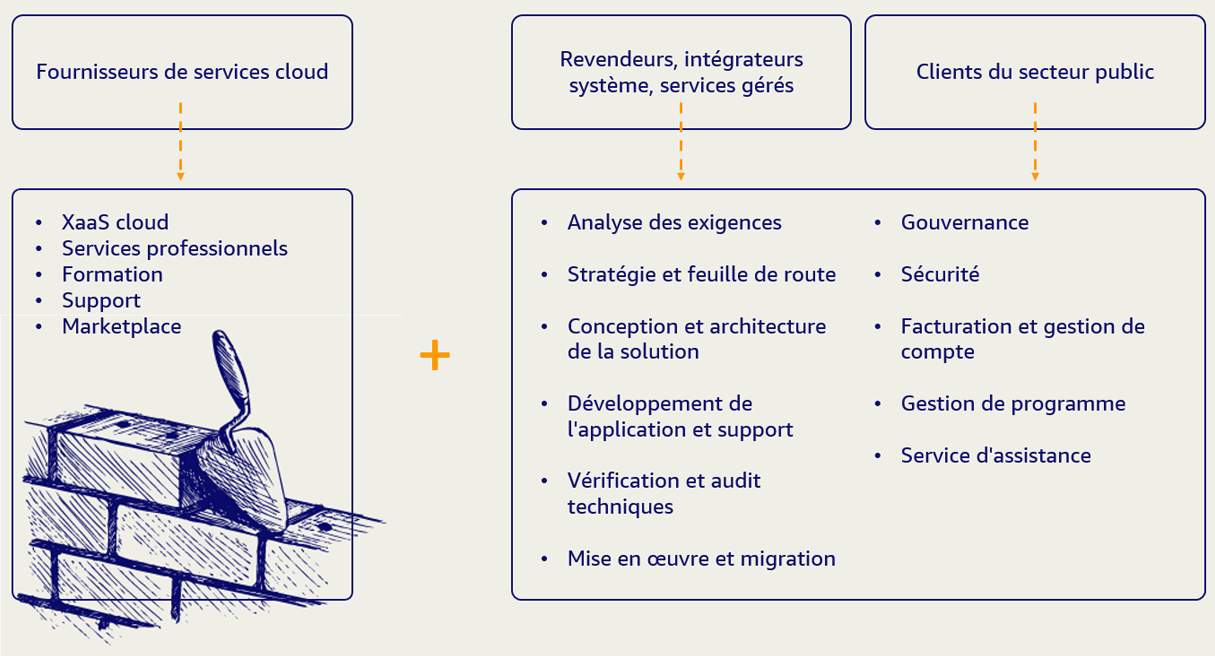 Fournisseurs de services cloud
Revendeurs, intégrateurs
système, services gérés
Clients du secteur public
• XaaS cloud
• Services professionnels
• Formation
• Support
• Marketplace
+
• Analyse des exigences
• Stratégie et feuille de route
• Conception et architecture
de la solution
• Développement de
l'application et support
• Vérification et audit
techniques
• Mise en œuvre et migration
• Gouvernance
• Sécurité
• Facturation et gestion de
compte
• Gestion de programme
• Service d'assistance